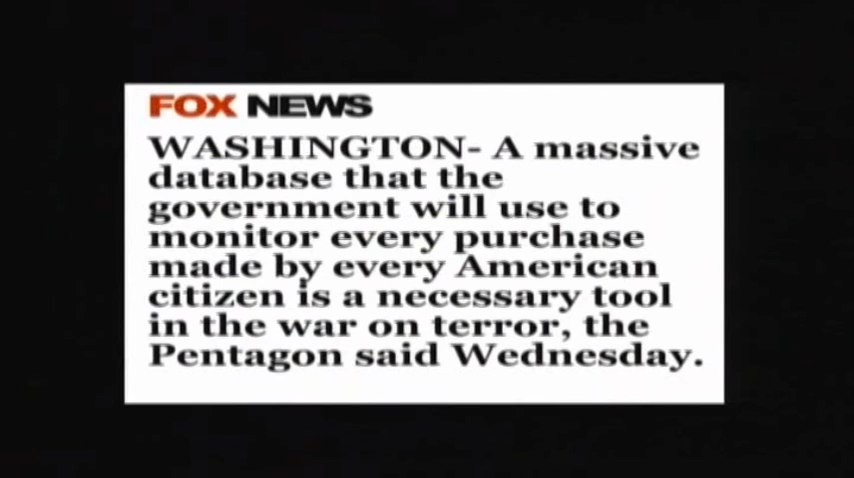 FOX NEWS
WASHINGTON- A massive
database that the
government will use to
monitor every purchase
made by every American
citizen is a necessary tool
in the war on terror, the
Pentagon said Wednesday.